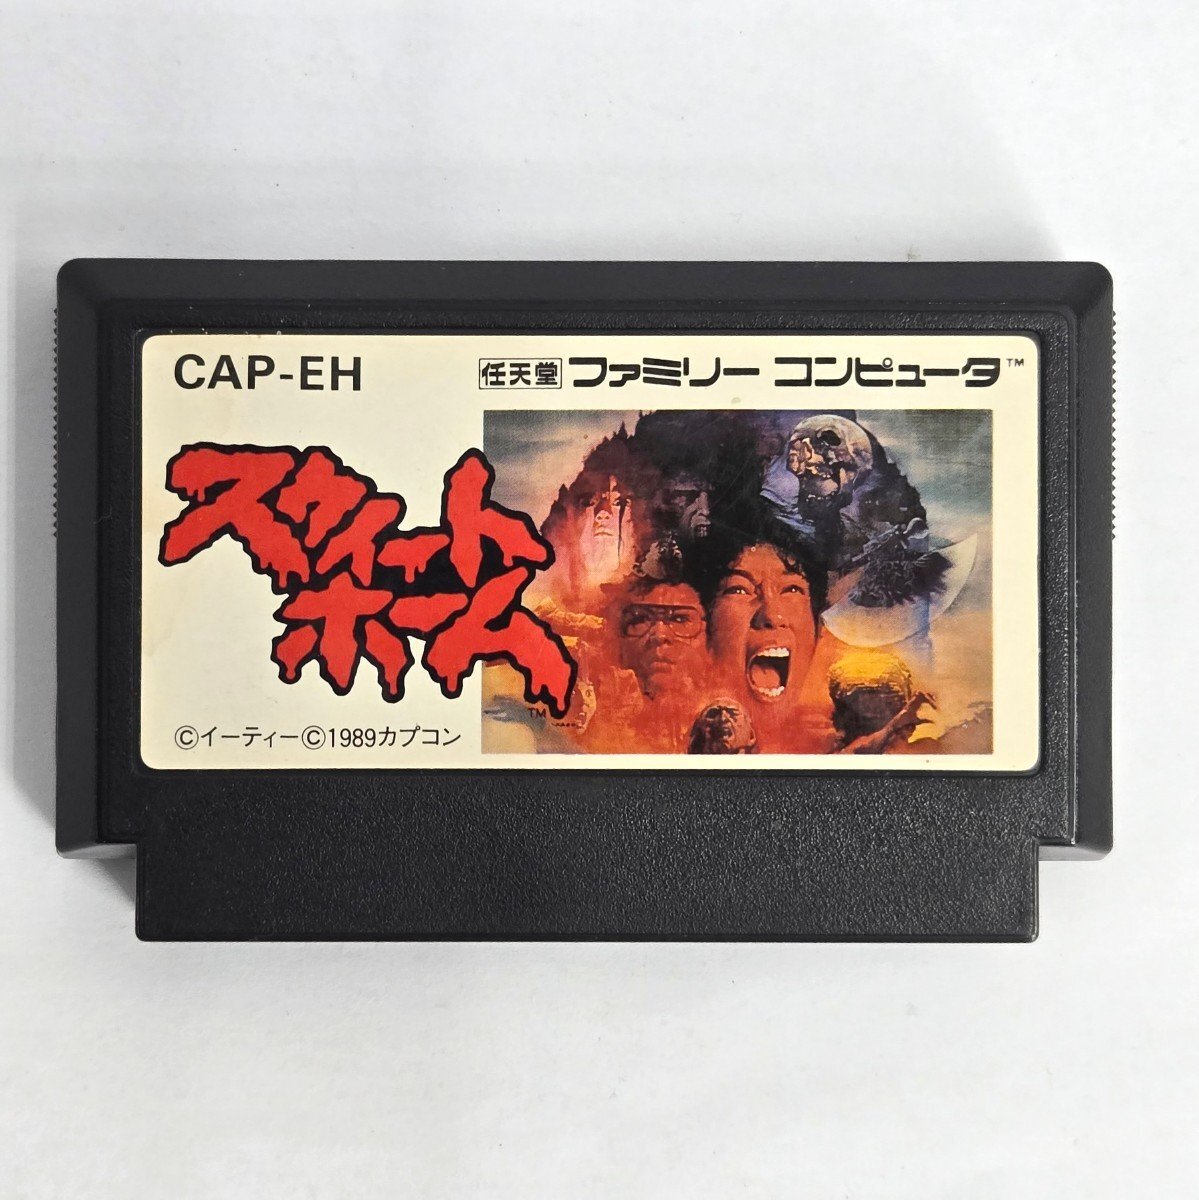 CAP-EH
任天堂 ファミリー コンピュータ™
スウィート
ホーム
™
©イーティー©1989カプコン